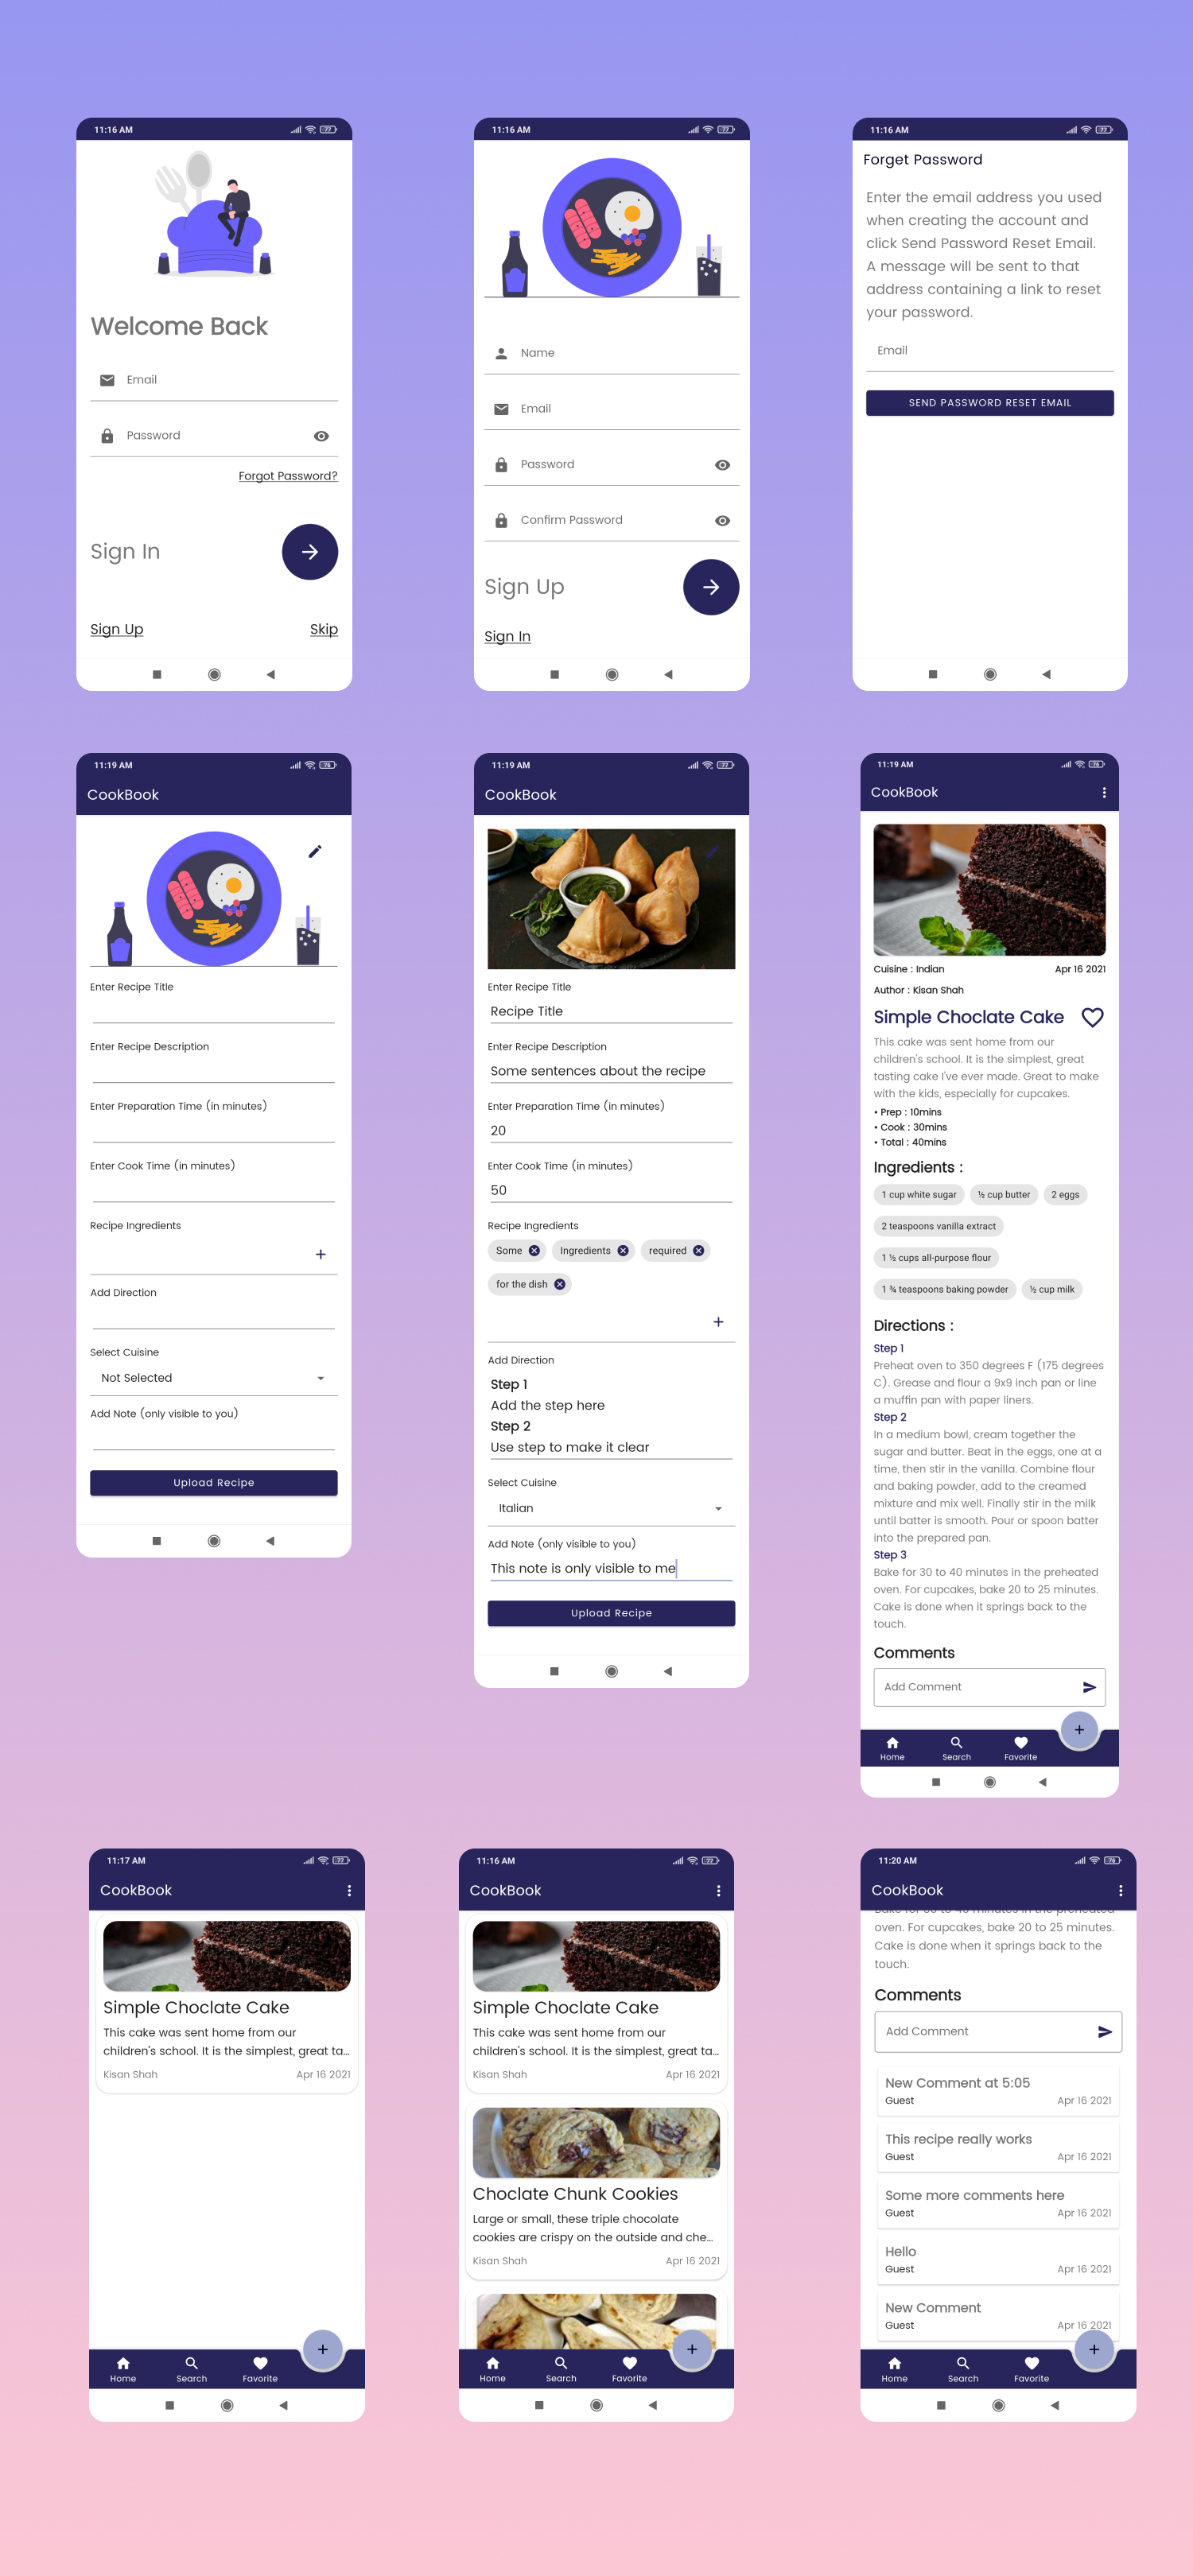 11:16 AM
77
Welcome Back
Email
Password
Forgot Password?
Sign In
Sign Up
Skip
11:16 AM
77
Name
Email
Password
Confirm Password
Sign Up
Sign In
11:16 AM
77
Forget Password
Enter the email address you used
when creating the account and
click Send Password Reset Email.
A message will be sent to that
address containing a link to reset
your password.
Email
SEND PASSWORD RESET EMAIL
11:19 AM
76
CookBook
Enter Recipe Title
Enter Recipe Description
Enter Preparation Time (in minutes)
Enter Cook Time (in minutes)
Recipe Ingredients
+
Add Direction
Select Cuisine
Not Selected
Add Note (only visible to you)
Upload Recipe
11:19 AM
77
CookBook
Enter Recipe Title
Recipe Title
Enter Recipe Description
Some sentences about the recipe
Enter Preparation Time (in minutes)
20
Enter Cook Time (in minutes)
50
Recipe Ingredients
Some Ingredients required
for the dish
+
Add Direction
Step 1
Add the step here
Step 2
Use step to make it clear
Select Cuisine
Italian
Add Note (only visible to you)
This note is only visible to me
Upload Recipe
11:19 AM
76
CookBook
Cuisine : Indian Apr 16 2021
Author : Kisan Shah
Simple Choclate Cake
This cake was sent home from our
children's school. It is the simplest, great
tasting cake I've ever made. Great to make
with the kids, especially for cupcakes.
• Prep : 10mins
• Cook : 30mins
• Total : 40mins
Ingredients :
1 cup white sugar ½ cup butter 2 eggs
2 teaspoons vanilla extract
1 ½ cups all-purpose flour
1 ¾ teaspoons baking powder ½ cup milk
Directions :
Step 1
Preheat oven to 350 degrees F (175 degrees
C). Grease and flour a 9x9 inch pan or line
a muffin pan with paper liners.
Step 2
In a medium bowl, cream together the
sugar and butter. Beat in the eggs, one at a
time, then stir in the vanilla. Combine flour
and baking powder, add to the creamed
mixture and mix well. Finally stir in the milk
until batter is smooth. Pour or spoon batter
into the prepared pan.
Step 3
Bake for 30 to 40 minutes in the preheated
oven. For cupcakes, bake 20 to 25 minutes.
Cake is done when it springs back to the
touch.
Comments
Add Comment
+
Home Search Favorite
11:17 AM
77
CookBook
Simple Choclate Cake
This cake was sent home from our
children's school. It is the simplest, great ta...
Kisan Shah Apr 16 2021
+
Home Search Favorite
11:16 AM
77
CookBook
Simple Choclate Cake
This cake was sent home from our
children's school. It is the simplest, great ta...
Kisan Shah Apr 16 2021
Choclate Chunk Cookies
Large or small, these triple chocolate
cookies are crispy on the outside and che...
Kisan Shah Apr 16 2021
+
Home Search Favorite
11:20 AM
76
CookBook
Bake for 30 to 40 minutes in the preheated
oven. For cupcakes, bake 20 to 25 minutes.
Cake is done when it springs back to the
touch.
Comments
Add Comment
New Comment at 5:05
Guest Apr 16 2021
This recipe really works
Guest Apr 16 2021
Some more comments here
Guest Apr 16 2021
Hello
Guest Apr 16 2021
New Comment
Guest Apr 16 2021
+
Home Search Favorite